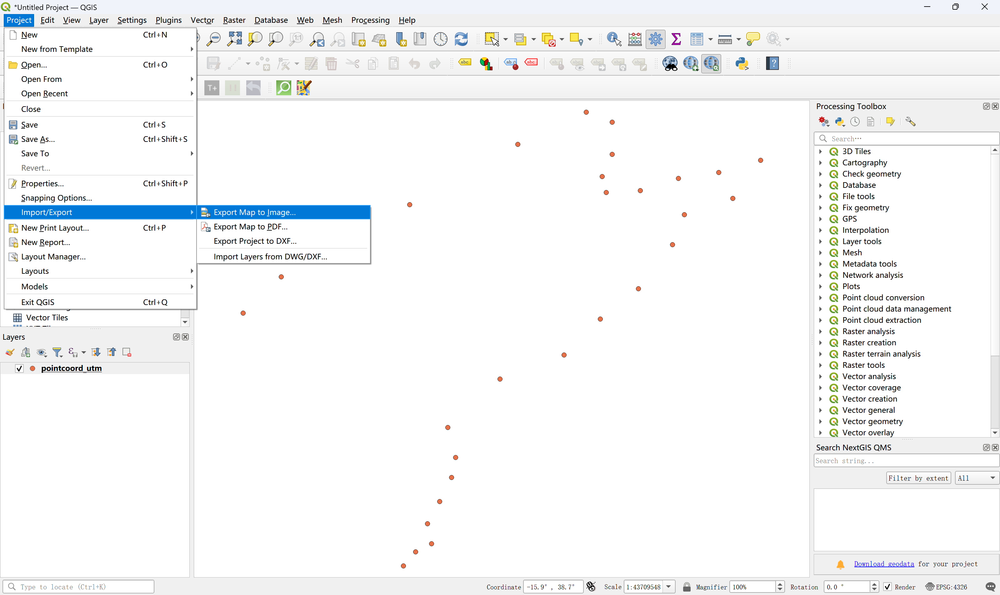 *Untitled Project — QGIS
Project Edit View Layer Settings Plugins Vector Raster Database Web Mesh Processing Help
New Ctrl+N
New from Template
Open... Ctrl+O
Open From
Open Recent
Close
Save Ctrl+S
Save As... Ctrl+Shift+S
Save To
Revert...
Properties... Ctrl+Shift+P
Snapping Options...
Import/Export
New Print Layout... Ctrl+P
New Report...
Layout Manager...
Layouts
Models
Exit QGIS Ctrl+Q
Export Map to Image...
Export Map to PDF...
Export Project to DXF...
Import Layers from DWG/DXF...
Vector Tiles
Layers
pointcoord_utm
Processing Toolbox
Search…
3D Tiles
Cartography
Check geometry
Database
File tools
Fix geometry
GPS
Interpolation
Layer tools
Mesh
Metadata tools
Network analysis
Plots
Point cloud conversion
Point cloud data management
Point cloud extraction
Raster analysis
Raster creation
Raster terrain analysis
Raster tools
Vector analysis
Vector coverage
Vector creation
Vector general
Vector geometry
Vector overlay
Search NextGIS QMS
Search string...
Filter by extent All
Download geodata for your project
Type to locate (Ctrl+K) Coordinate -15.9° , 38.7° Scale 1:43709548 Magnifier 100% Rotation 0.0 ° Render EPSG:4326